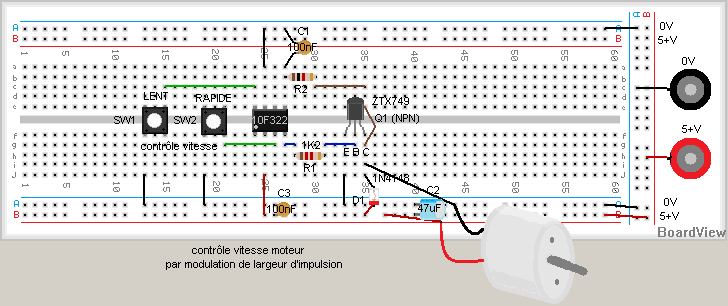 A B
0V
5+V
A
B
1 5 10 15 20 25 30 35 40 45 50 55 60
A
B
C1
100nF
R2
0V
LENT
RAPIDE
ZTX749
SW1
SW2
10F322
Q1 (NPN)
5+V
contrôle vitesse
1K2
E B C
R1
1N4148
C3
D1
C2
100nF
47uF
1 5 10 15 20 25 30 35 40 45 50 55 60
A
B
A
B
0V
5+V
BoardView
contrôle vitesse moteur
par modulation de largeur d'impulsion